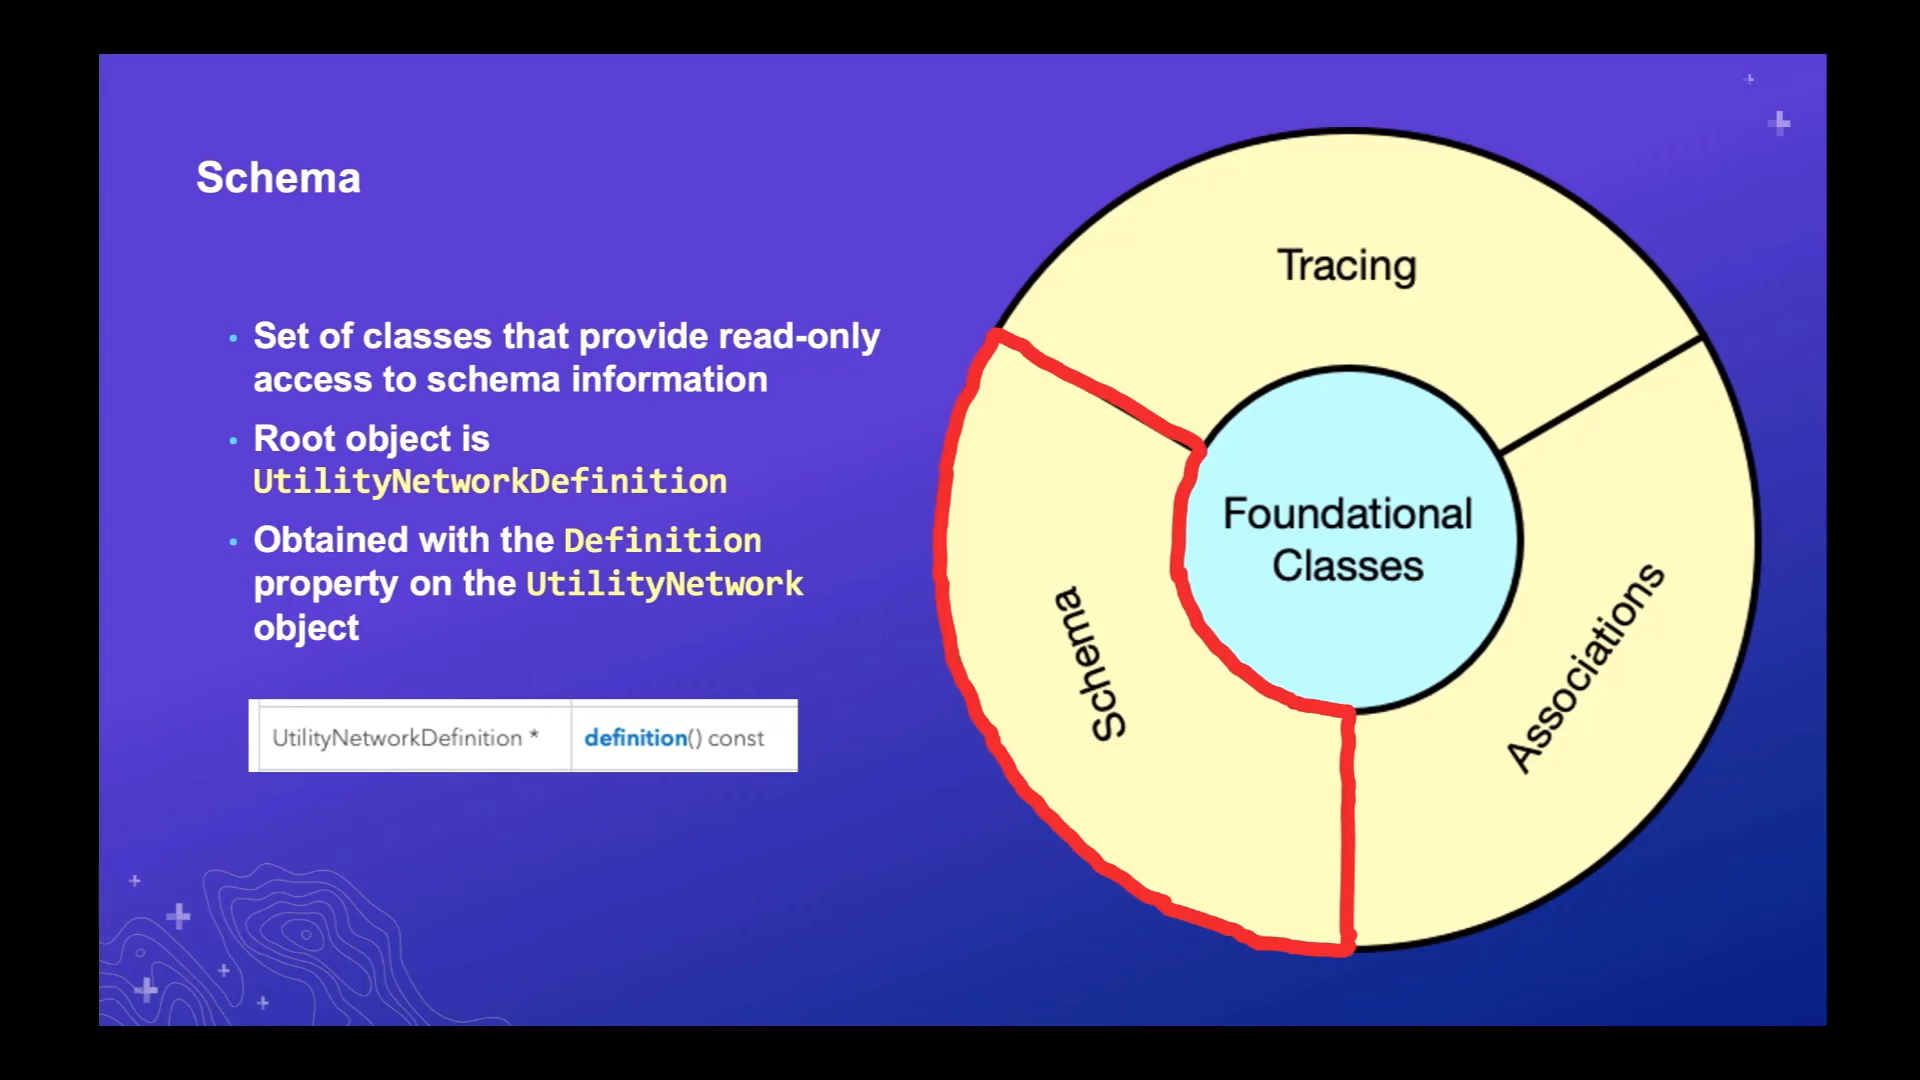 Schema
Set of classes that provide read-only
access to schema information
Root object is
UtilityNetworkDefinition
Obtained with the Definition
property on the UtilityNetwork
object
UtilityNetworkDefinition * definition() const
Tracing
Foundational
Classes
Schema
Associations